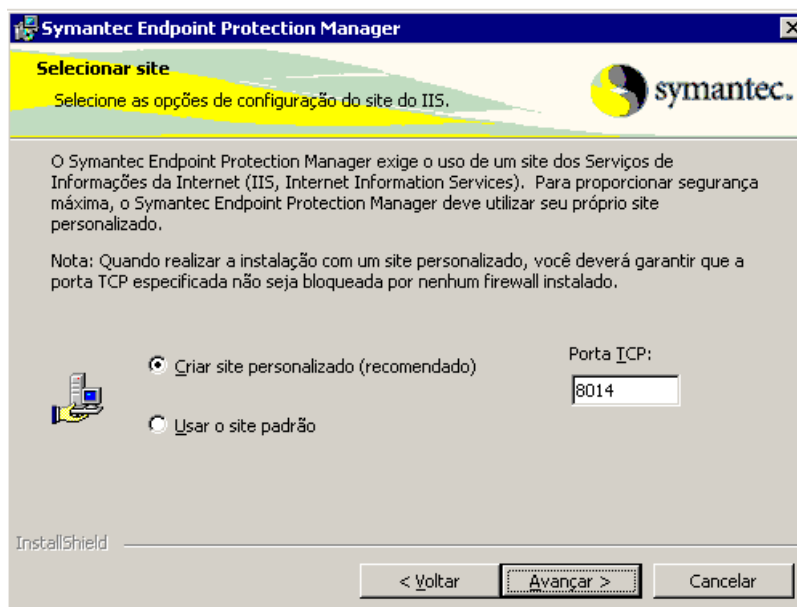 Symantec Endpoint Protection Manager
Selecionar site
Selecione as opções de configuração do site do IIS.
symantec.
O Symantec Endpoint Protection Manager exige o uso de um site dos Serviços de
Informações da Internet (IIS, Internet Information Services). Para proporcionar segurança
máxima, o Symantec Endpoint Protection Manager deve utilizar seu próprio site
personalizado.
Nota: Quando realizar a instalação com um site personalizado, você deverá garantir que a
porta TCP especificada não seja bloqueada por nenhum firewall instalado.
Criar site personalizado (recomendado)
Porta TCP:
8014
Usar o site padrão
InstallShield
< Voltar
Avançar >
Cancelar